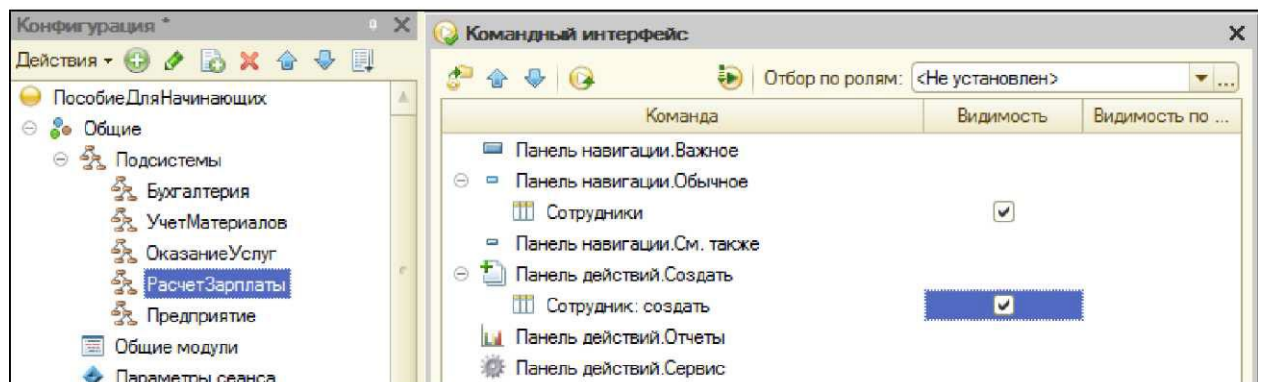 Конфигурация *
Действия
ПособиеДляНачинающих
Общие
Подсистемы
Бухгалтерия
УчетМатериалов
ОказаниеУслуг
РасчетЗарплаты
Предприятие
Общие модули
Параметры сеанса
Командный интерфейс
Отбор по ролям: <Не установлен> ...
Команда Видимость Видимость по ...
Панель навигации.Важное
Панель навигации.Обычное
Сотрудники
Панель навигации.См. также
Панель действий.Создать
Сотрудник: создать
Панель действий.Отчеты
Панель действий.Сервис